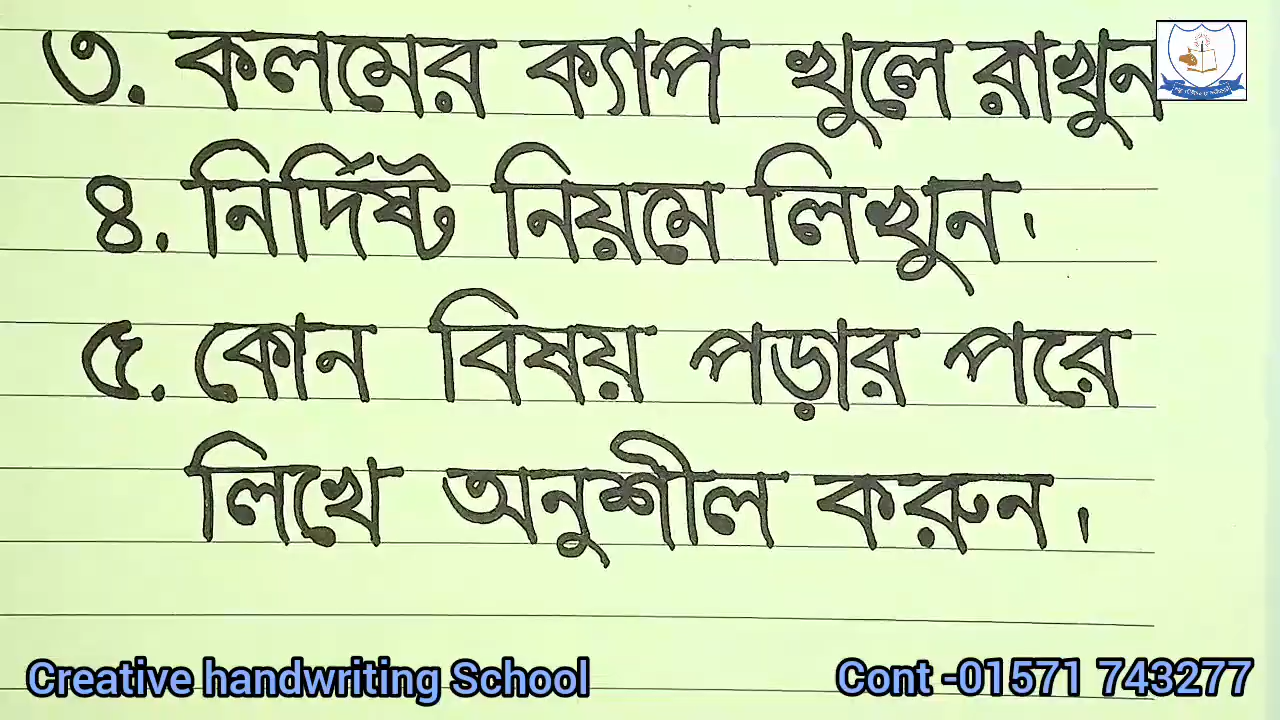 ৩. কলমের ক্যাপ খুলে রাখুন
৪. নির্দিষ্ট নিয়মে লিখুন।
৫. কোন বিষয় পড়ার পরে
লিখে অনুশীল করুন।
Creative handwriting School
Cont -01571 743277